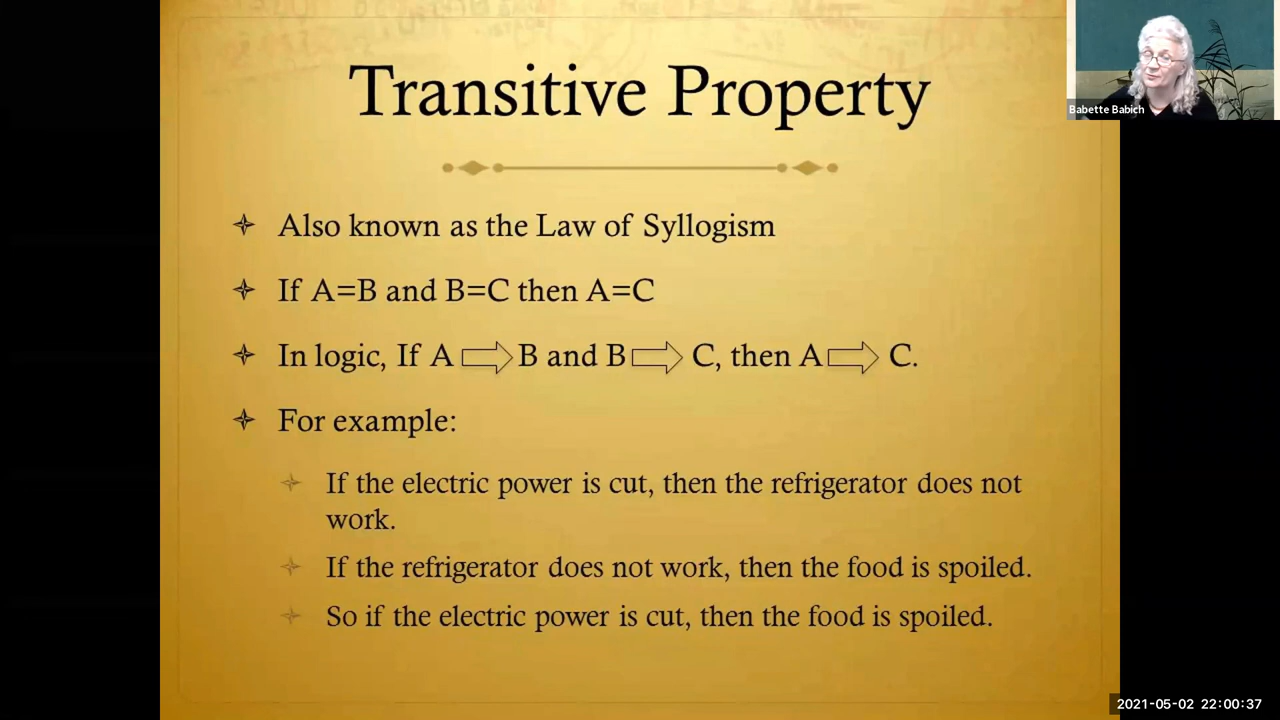 Transitive Property
Babette Babich
Also known as the Law of Syllogism
If A=B and B=C then A=C
In logic, If A B and B C, then A C.
For example:
If the electric power is cut, then the refrigerator does not
work.
If the refrigerator does not work, then the food is spoiled.
So if the electric power is cut, then the food is spoiled.
2021-05-02 22:00:37